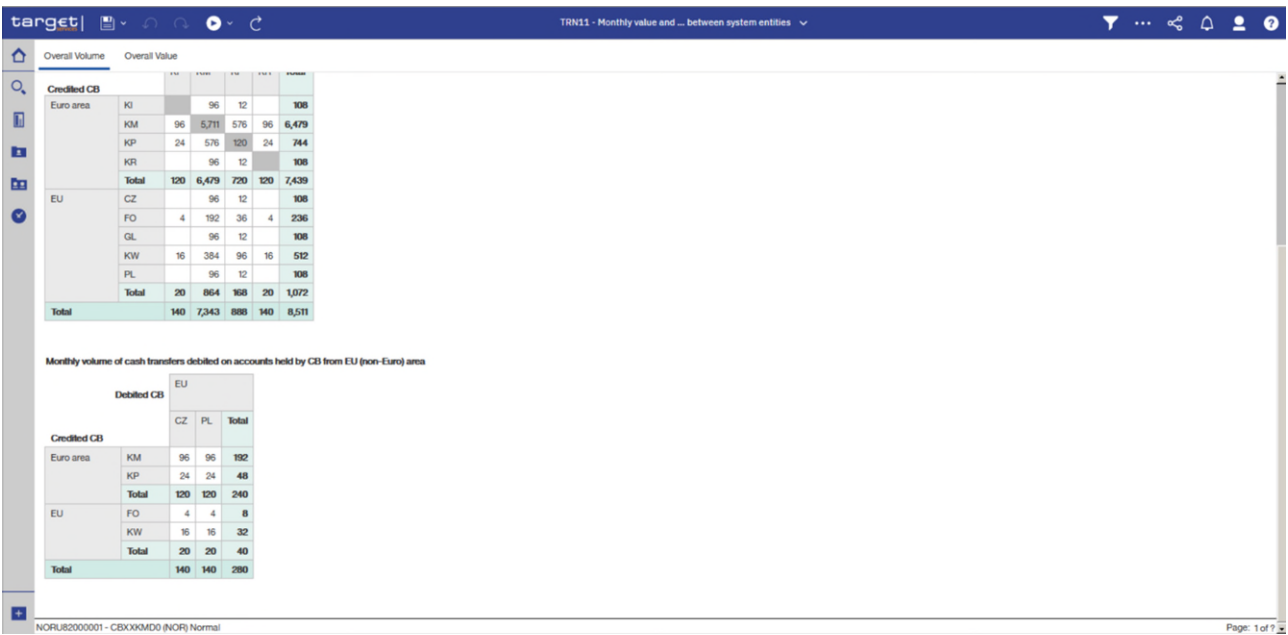 target|
services
TRN11 - Monthly value and ... between system entities
Overall Volume Overall Value
KI KM KP KR Total
Credited CB
Euro area KI 96 12 108
KM 96 5,711 576 96 6,479
KP 24 576 120 24 744
KR 96 12 108
Total 120 6,479 720 120 7,439
EU CZ 96 12 108
FO 4 192 36 4 236
GL 96 12 108
KW 16 384 96 16 512
PL 96 12 108
Total 20 864 168 20 1,072
Total 140 7,343 888 140 8,511
Monthly volume of cash transfers debited on accounts held by CB from EU (non-Euro) area
EU
Debited CB
CZ PL Total
Credited CB
Euro area KM 96 96 192
KP 24 24 48
Total 120 120 240
EU FO 4 4 8
KW 16 16 32
Total 20 20 40
Total 140 140 280
NORU82000001 - CBXXKMD0 (NOR) Normal
Page: 1 of ?